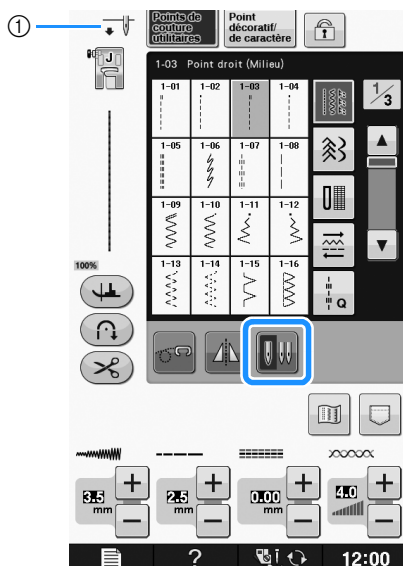 ①
Points de couture utilitaires
Point décoratif/ de caractère
J
1-03 Point droit (Milieu)
1/3
1-01 1-02 1-03 1-04
1-05 1-06 1-07 1-08
1-09 1-10 1-11 1-12
1-13 1-14 1-15 1-16
Q
100%
3.5 mm
2.5 mm
0.00 mm
4.0
+ + + +
− − − −
? 12:00